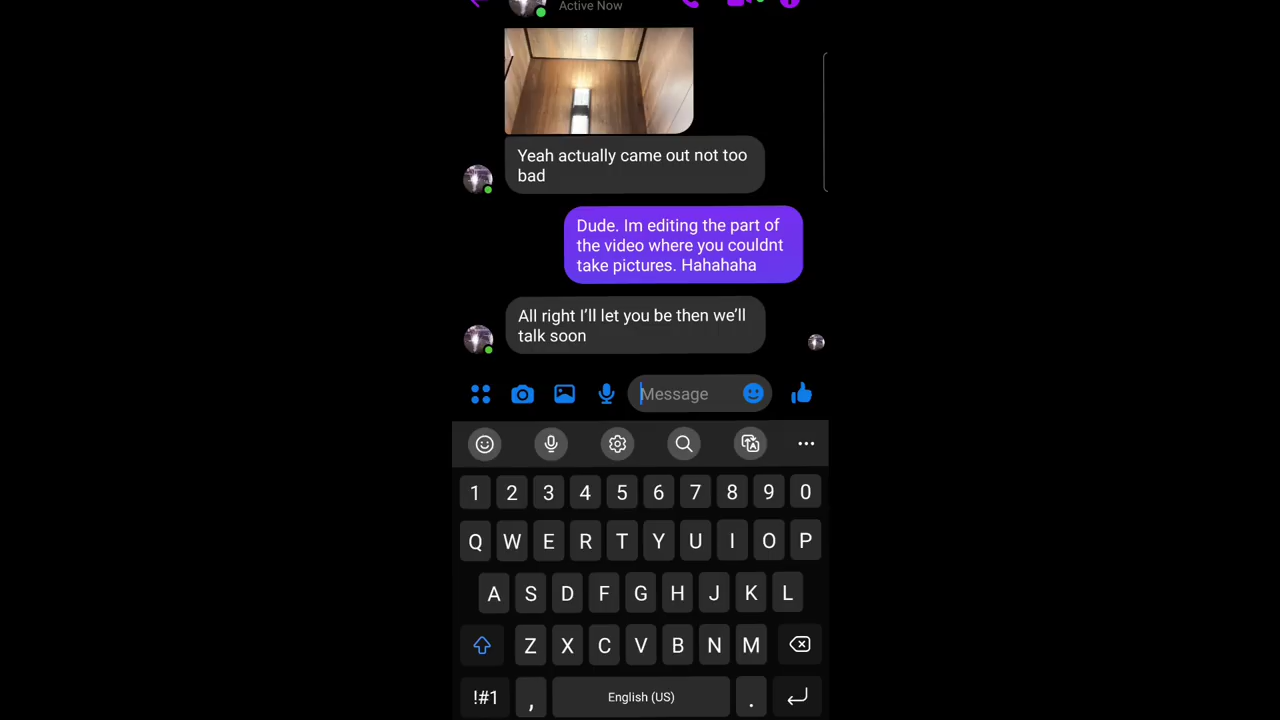 Active Now
Yeah actually came out not too
bad
Dude. Im editing the part of
the video where you couldnt
take pictures. Hahahaha
All right I’ll let you be then we’ll
talk soon
Message
1 2 3 4 5 6 7 8 9 0
Q W E R T Y U I O P
A S D F G H J K L
Z X C V B N M
!#1 , English (US) .